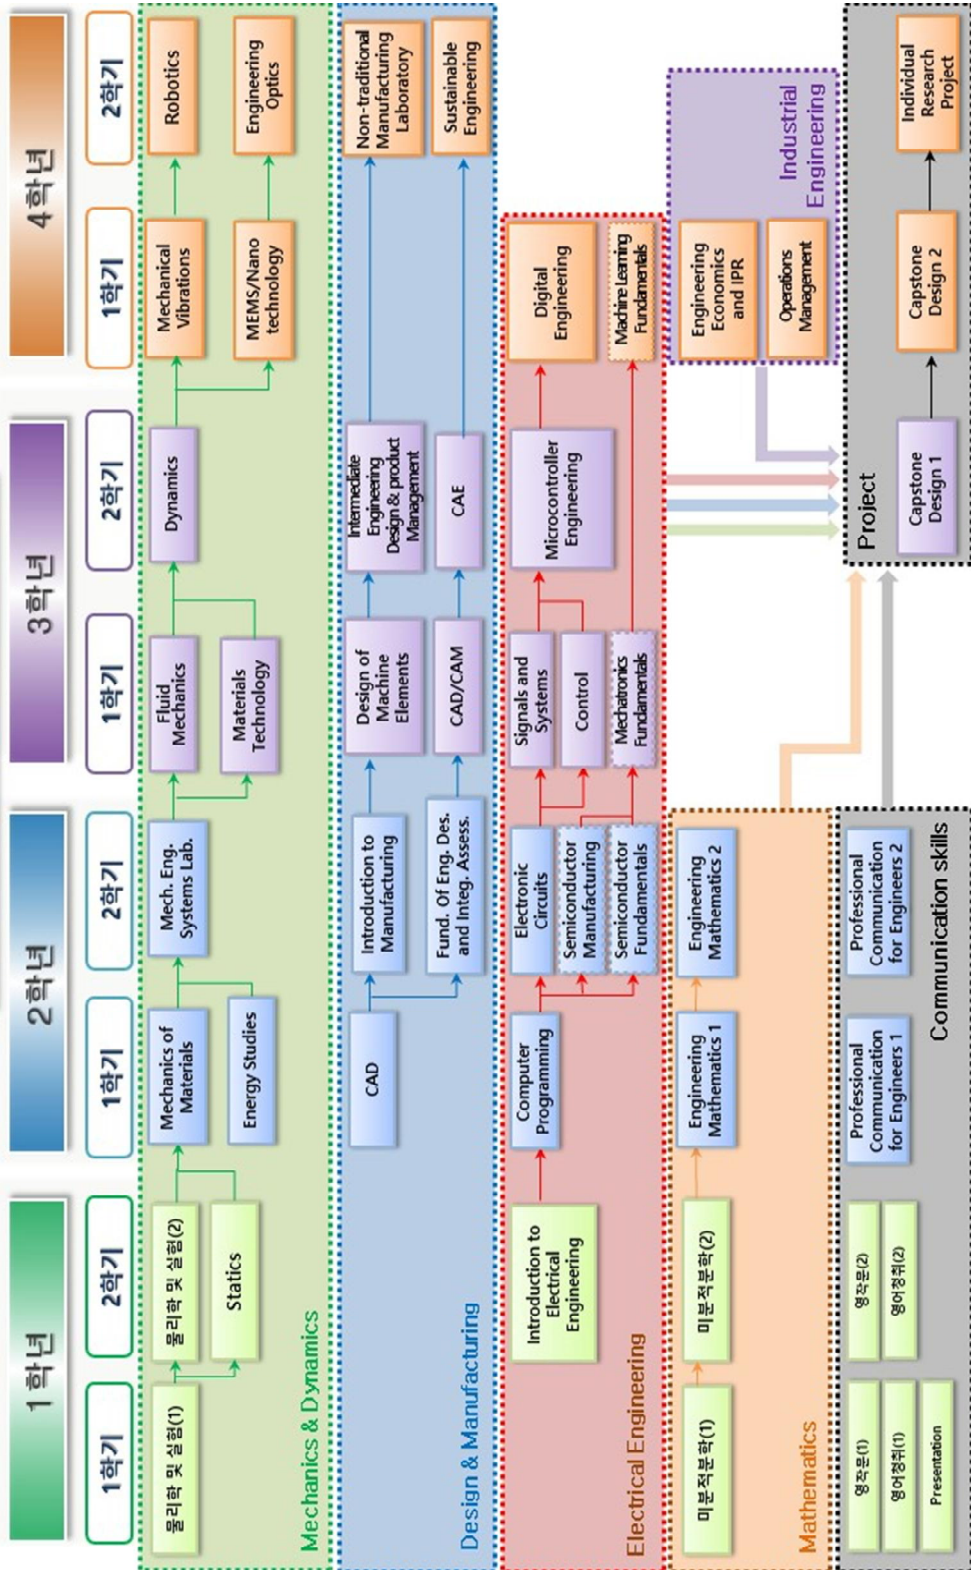 1학년
2학년
3학년
4학년
1학기
2학기
1학기
2학기
1학기
2학기
1학기
2학기
물리학 및 실험(1)
물리학 및 실험(2)
Statics
Mechanics of
Materials
Energy Studies
Mech. Eng.
Systems Lab.
Fluid
Mechanics
Materials
Technology
Dynamics
Mechanical
Vibrations
MEMS/Nano
technology
Robotics
Engineering
Optics
Mechanics & Dynamics
CAD
Introduction to
Manufacturing
Fund. Of Eng. Des.
and Integ. Assess.
Design of
Machine
Elements
CAD/CAM
Intermediate
Engineering
Design & product
Management
CAE
Non-traditional
Manufacturing
Laboratory
Sustainable
Engineering
Design & Manufacturing
Introduction to
Electrical
Engineering
Computer
Programming
Electronic
Circuits
Semiconductor
Manufacturing
Semiconductor
Fundamentals
Signals and
Systems
Control
Mechatronics
Fundamentals
Microcontroller
Engineering
Digital
Engineering
Machine Learning
Fundamentals
Electrical Engineering
미분적분학(1)
미분적분학(2)
Engineering
Mathematics 1
Engineering
Mathematics 2
Mathematics
Engineering
Economics
and IPR
Operations
Management
Industrial
Engineering
영작문(1)
영어청취(1)
Presentation
영작문(2)
영어청취(2)
Professional
Communication
for Engineers 1
Professional
Communication
for Engineers 2
Communication skills
Project
Capstone
Design 1
Capstone
Design 2
Individual
Research
Project